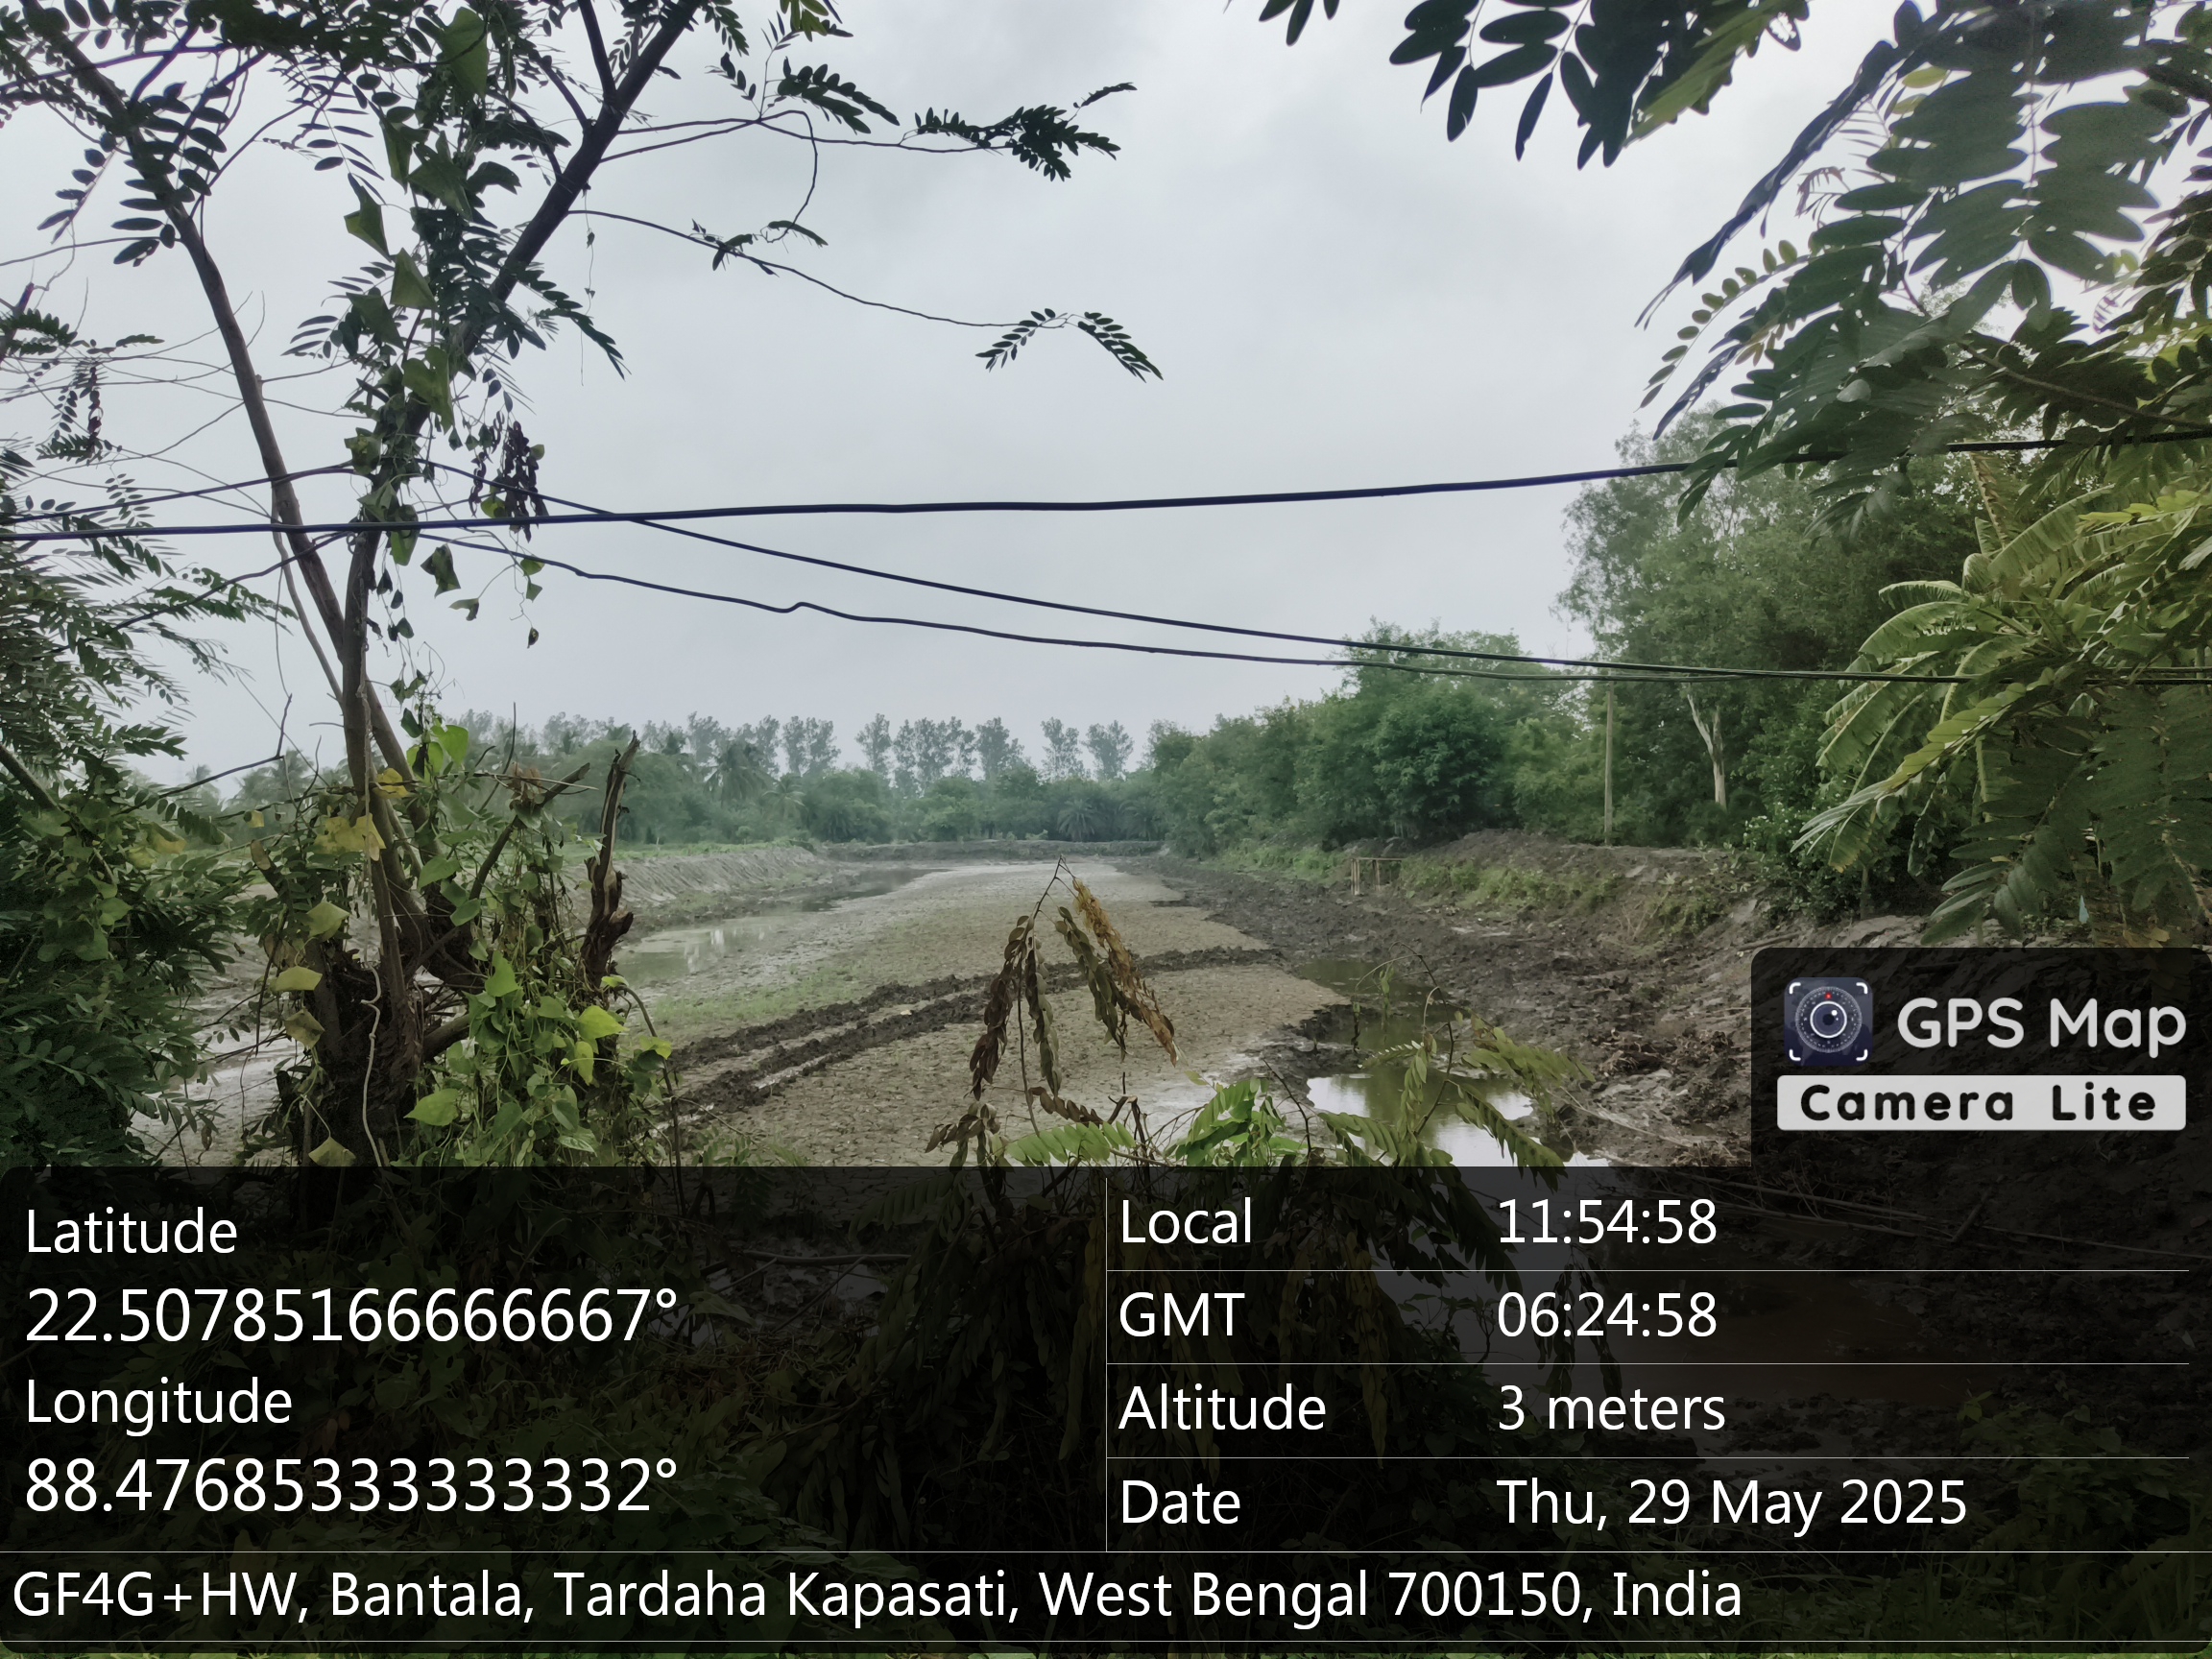 GPS Map
Camera Lite
Latitude
22.50785166666667°
Longitude
88.47685333333332°
Local 11:54:58
GMT 06:24:58
Altitude 3 meters
Date Thu, 29 May 2025
GF4G+HW, Bantala, Tardaha Kapasati, West Bengal 700150, India